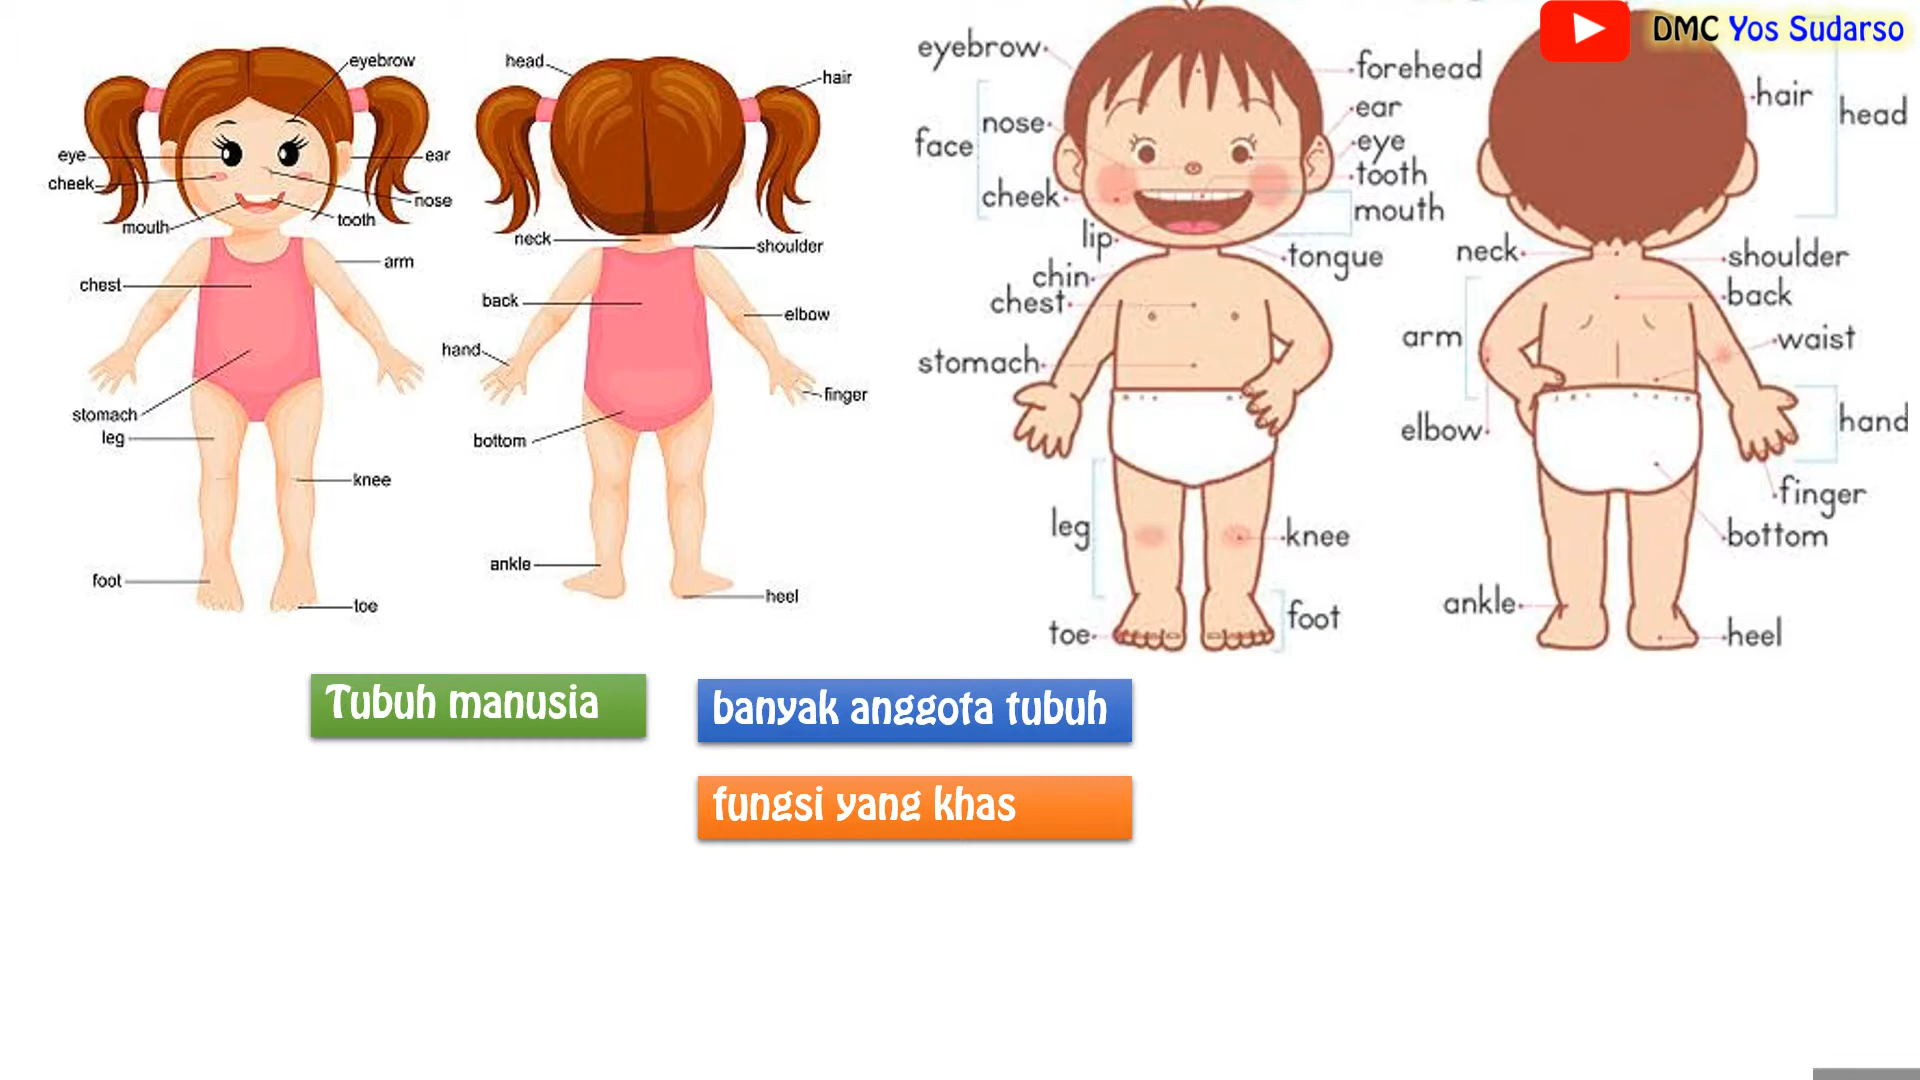 DMC Yos Sudarso
eyebrow
eye
ear
cheek
nose
mouth
tooth
arm
chest
stomach
leg
knee
foot
toe
head
hair
neck
shoulder
back
elbow
hand
finger
bottom
ankle
heel
eyebrow
forehead
ear
nose
face
eye
tooth
cheek
mouth
lip
tongue
chin
chest
stomach
leg
knee
foot
toe
hair
head
neck
shoulder
back
arm
waist
elbow
hand
finger
bottom
ankle
heel
Tubuh manusia
banyak anggota tubuh
fungsi yang khas